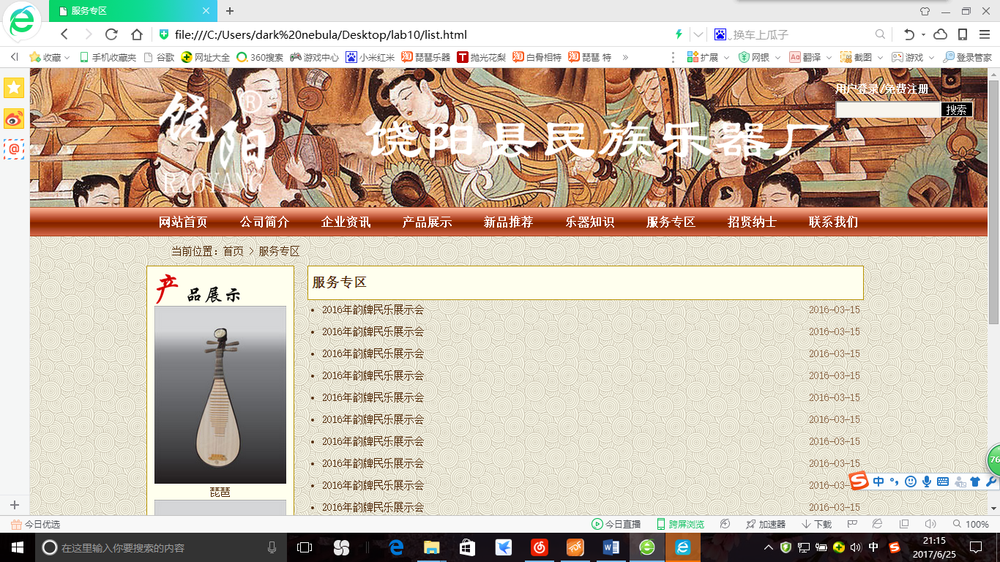 服务专区
file:///C:/Users/dark%20nebula/Desktop/lab10/list.html
换车上瓜子
收藏 手机收藏夹 谷歌 网址大全 360搜索 游戏中心 小米红米 琵琶乐器 抛光花梨 白骨相特 琵琶 特 » 扩展 网银 翻译 截图 游戏 登录管家
用户登录/免费注册
搜索
饶阳®
RAOYANG
饶阳县民族乐器厂
网站首页 公司简介 企业资讯 产品展示 新品推荐 乐器知识 服务专区 招贤纳士 联系我们
当前位置：首页 > 服务专区
产品展示
琵琶
服务专区
2016年韵牌民乐展示会 2016-03-15
2016年韵牌民乐展示会 2016-03-15
2016年韵牌民乐展示会 2016-03-15
2016年韵牌民乐展示会 2016-03-15
2016年韵牌民乐展示会 2016-03-15
2016年韵牌民乐展示会 2016-03-15
2016年韵牌民乐展示会 2016-03-15
2016年韵牌民乐展示会 2016-03-15
2016年韵牌民乐展示会 2016-03-15
2016年韵牌民乐展示会 2016-03-15
76
中
今日优选 今日直播 跨屏浏览 加速器 下载 100%
在这里输入你要搜索的内容
中
21:15
2017/6/25